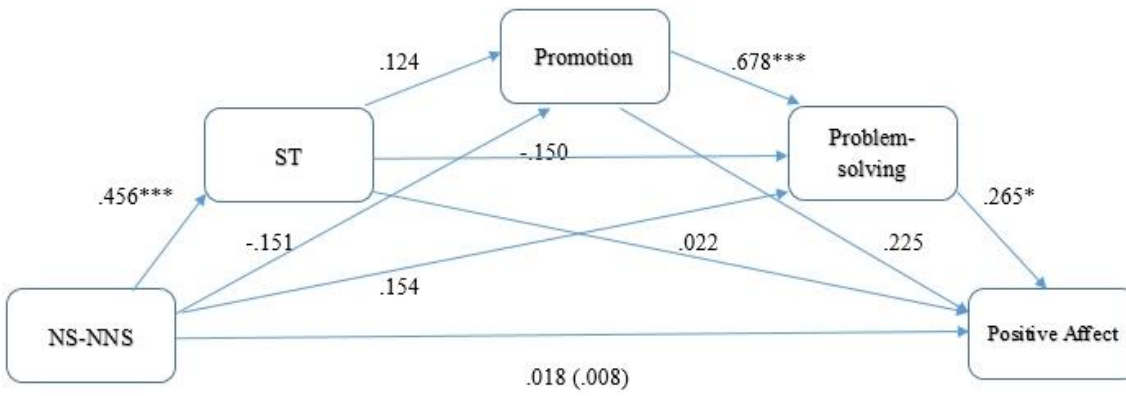 Promotion
.124
.678***
ST
-.150
Problem-
solving
.456***
.265*
-.151
.022
.225
.154
NS-NNS
Positive Affect
.018 (.008)